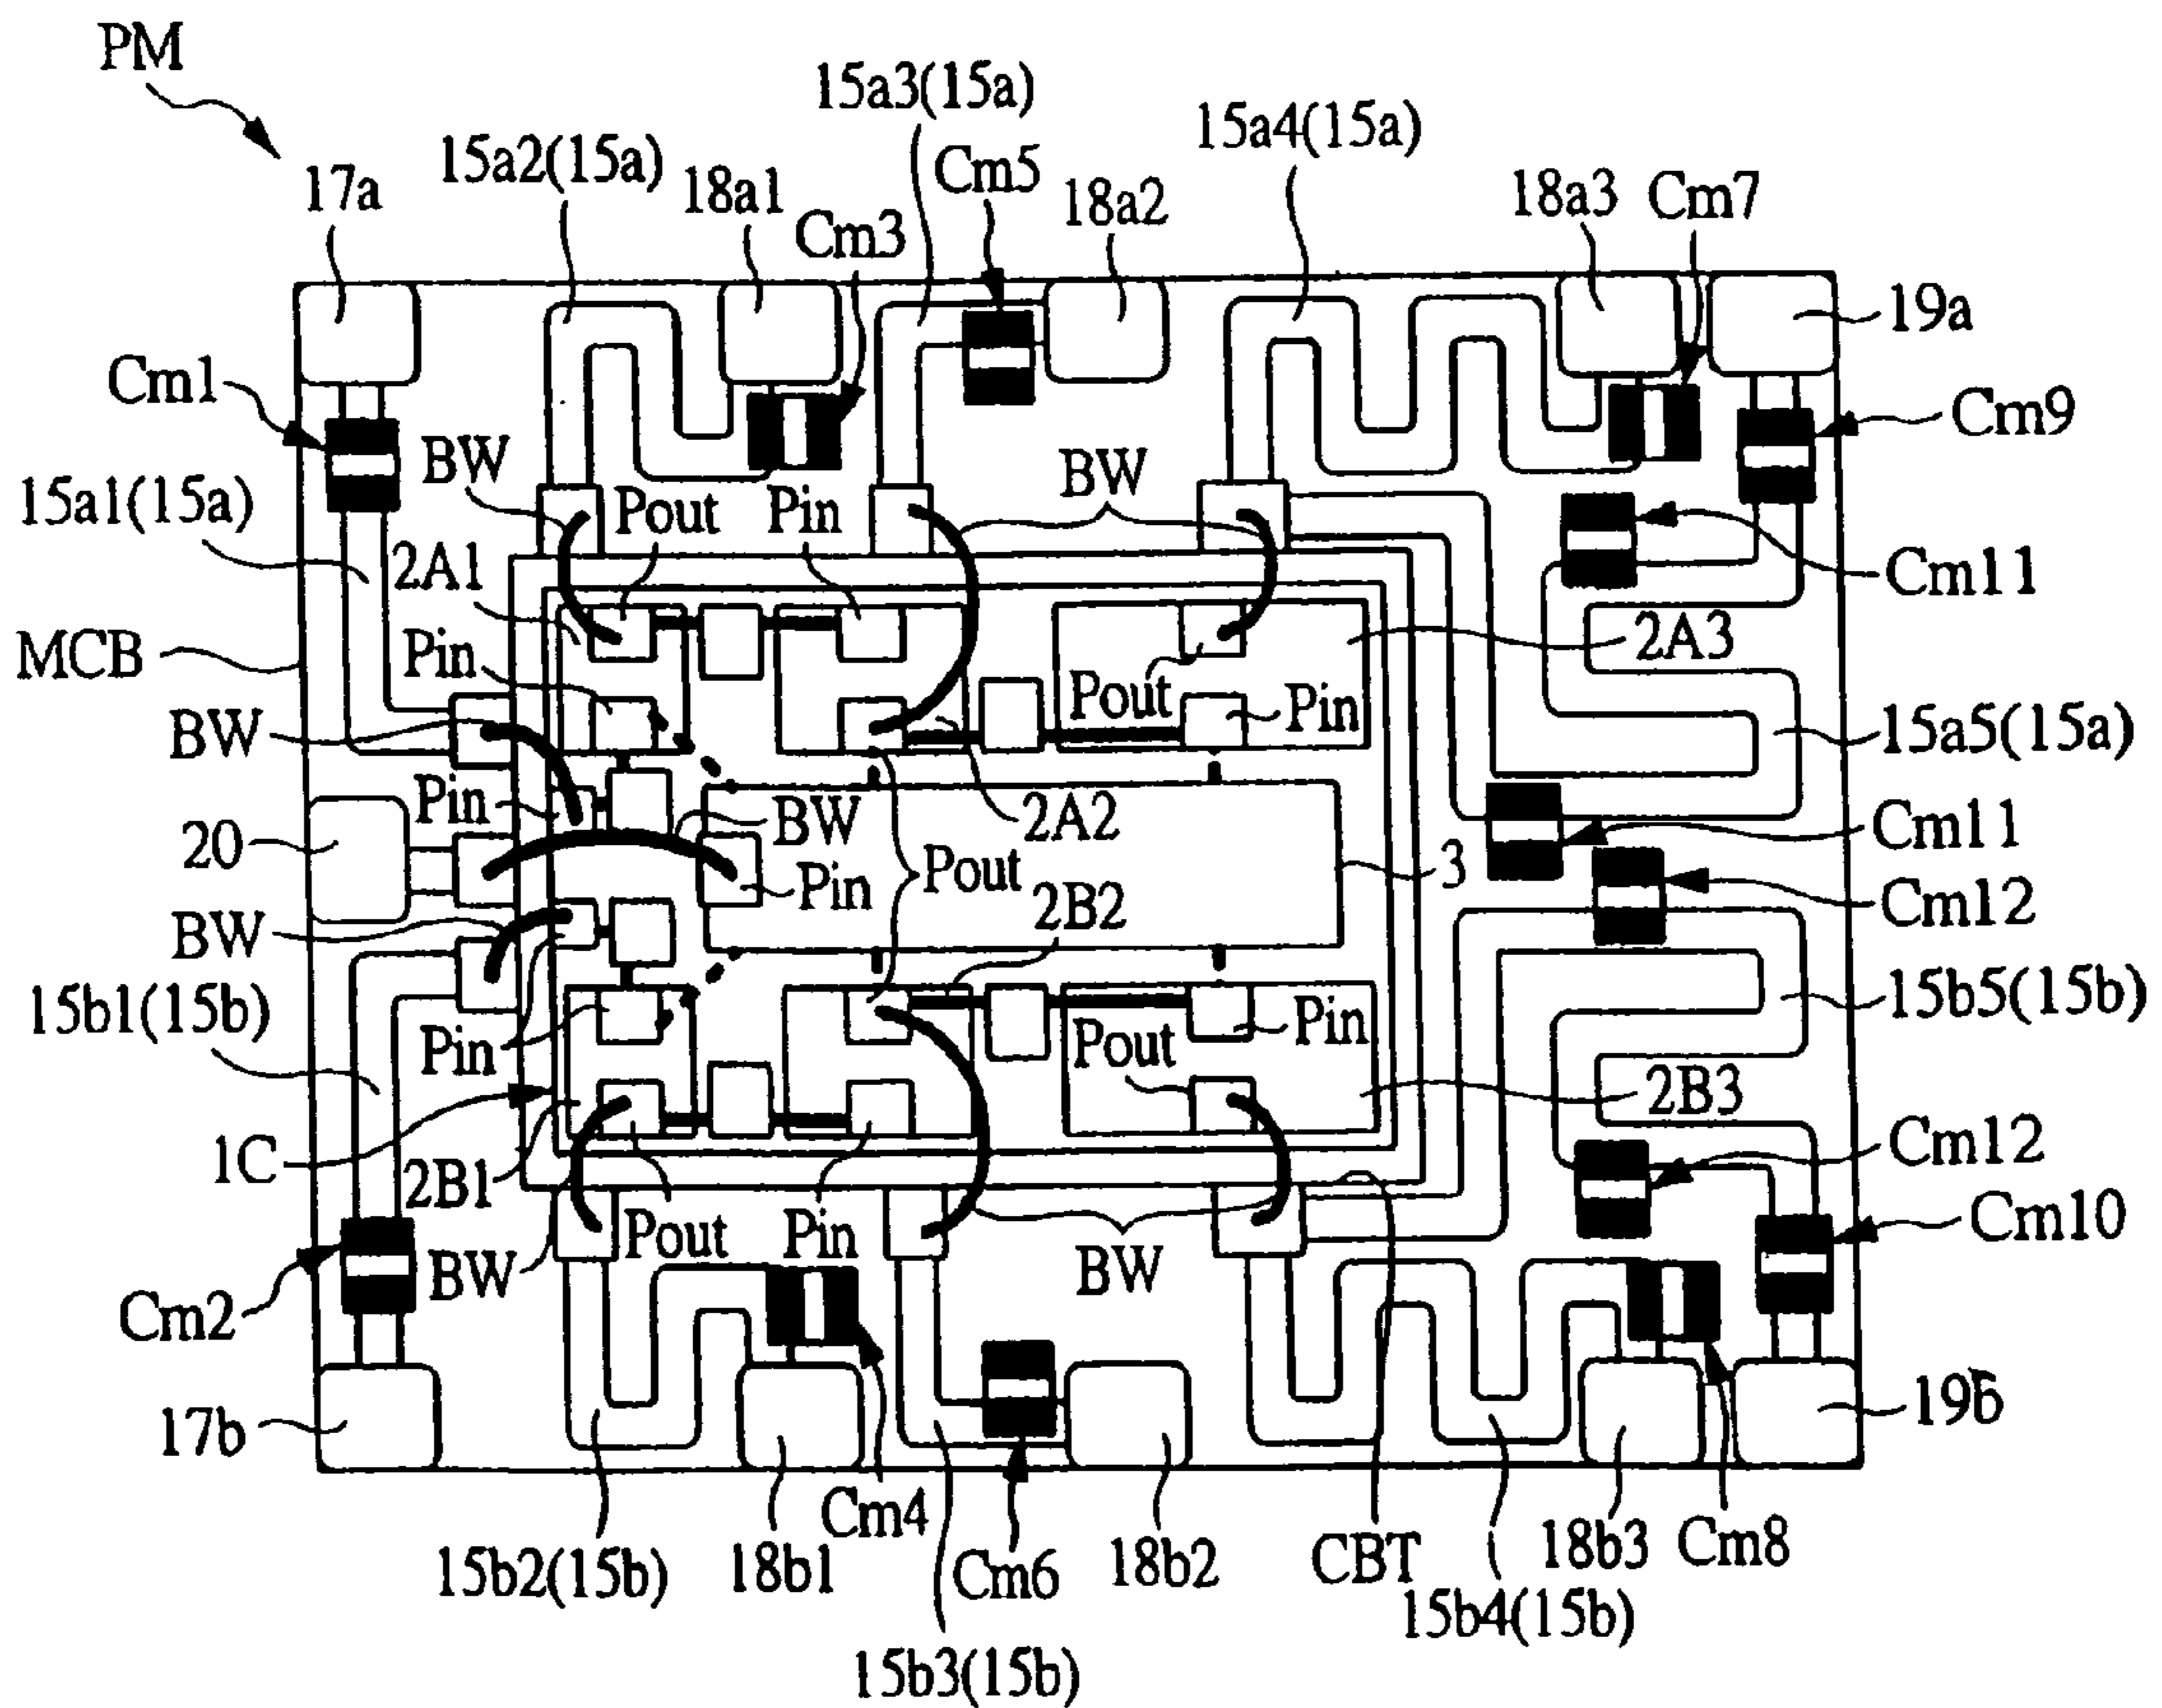 PM
15a3(15a)
15a4(15a)
15a2(15a)
Cm5
17a
18a1
18a2
18a3
Cm7
Cm3
19a
Cm1
Cm9
BW
BW
15a1(15a)
Pout
Pin
2A1
Cm11
MCB
Pin
2A3
Pout
Pin
BW
15a5(15a)
Pin
BW
2A2
Cm11
20
Pin
Pout
3
2B2
Cm12
BW
15b1(15b)
15b5(15b)
Pin
Pout
Pin
2B3
1C
2B1
Cm12
Pout
Pin
Cm10
BW
BW
Cm2
17b
19b
Cm4
15b2(15b)
18b1
Cm6
18b2
CBT
18b3
Cm8
15b4(15b)
15b3(15b)